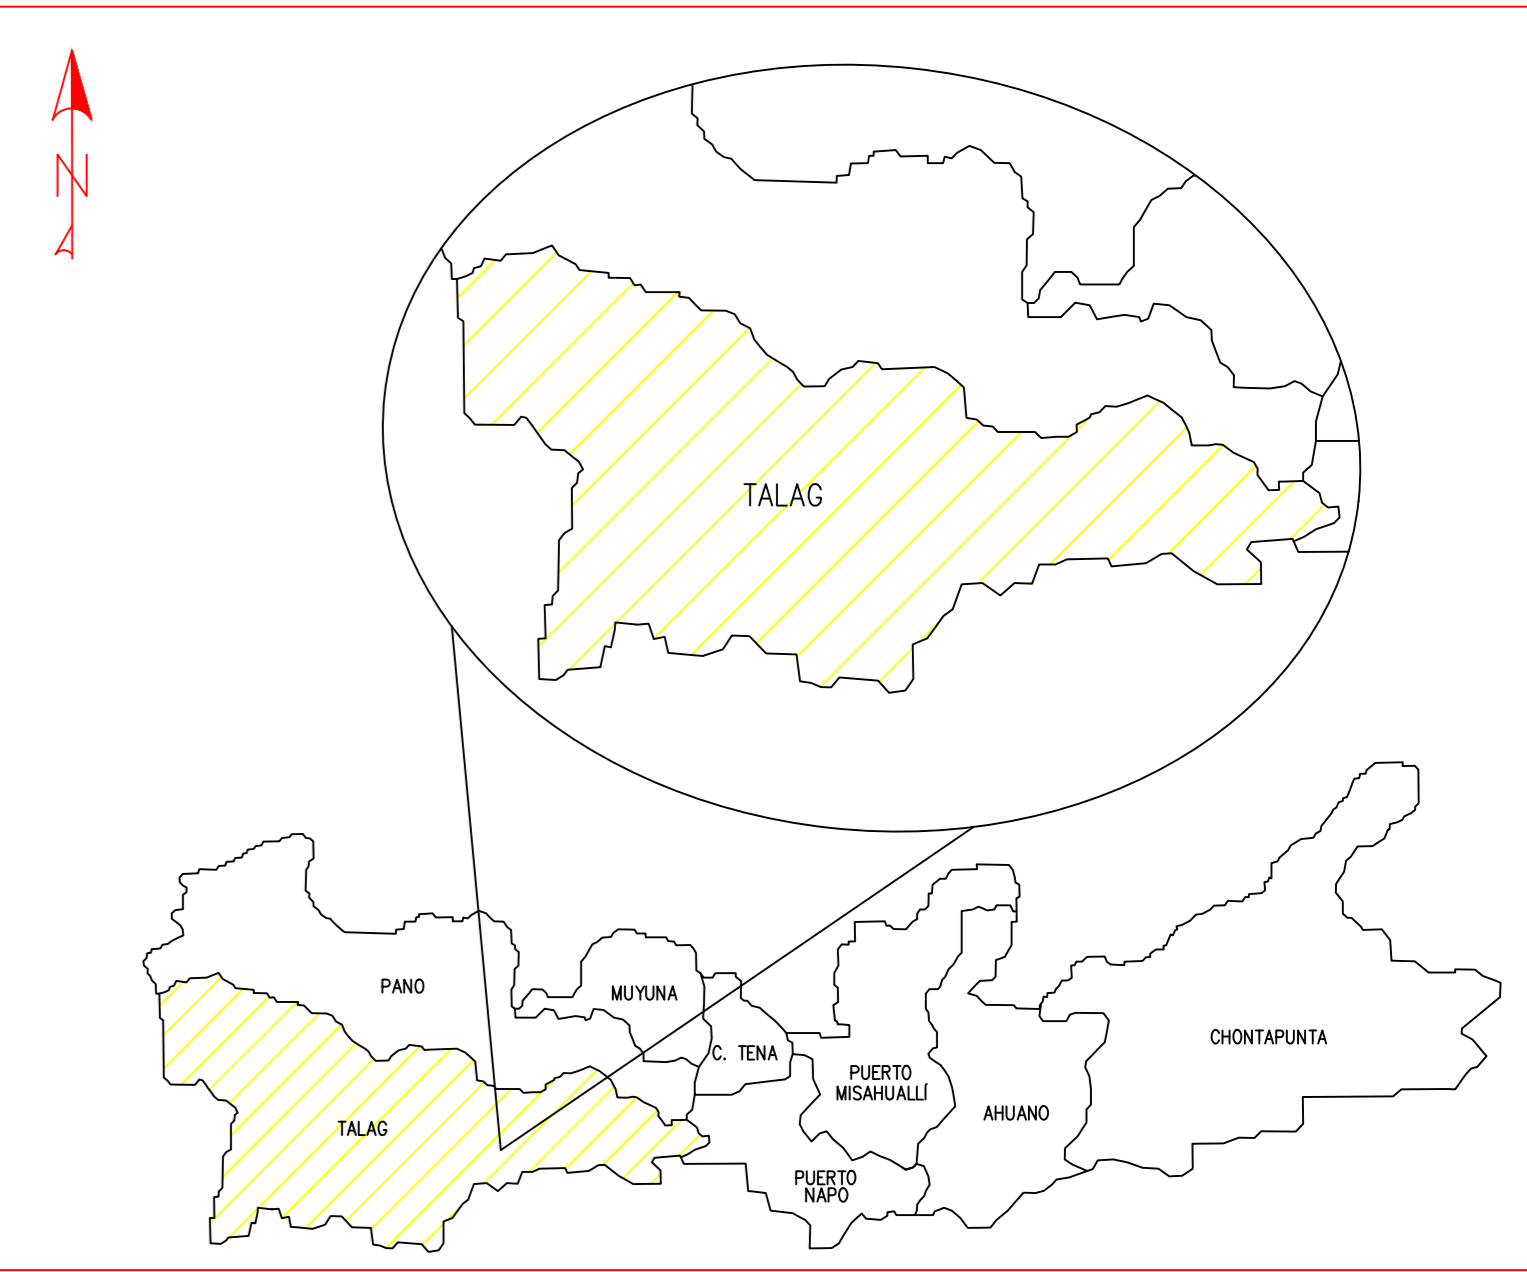 N
TALAG
PANO
MUYUNA
C. TENA
PUERTO
MISAHUALLÍ
CHONTAPUNTA
AHUANO
TALAG
PUERTO
NAPO